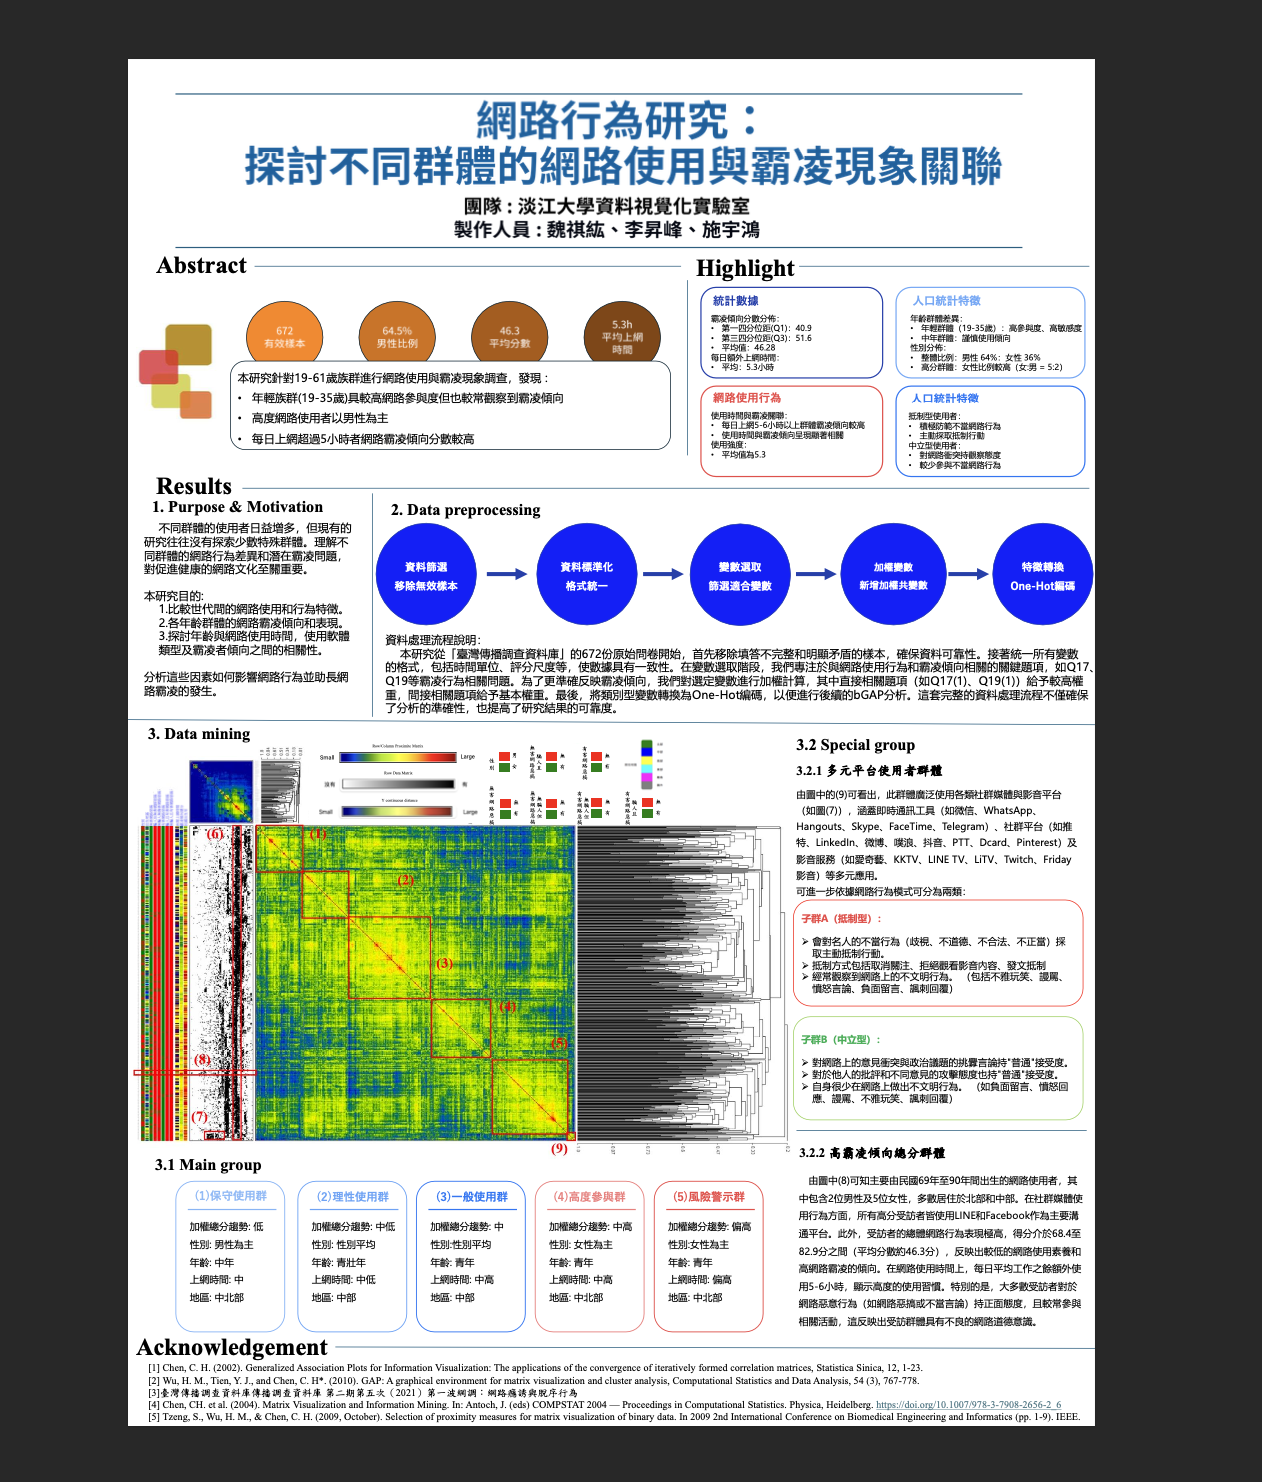 網路行為研究：
探討不同群體的網路使用與霸凌現象關聯
團隊 : 淡江大學資料視覺化實驗室
製作人員 : 魏祺紘、李昇峰、施宇鴻
Abstract
672
有效樣本
64.5%
男性比例
46.3
平均分數
5.3h
平均上網
時間
本研究針對19-61歲族群進行網路使用與霸凌現象調查，發現：
• 年輕族群(19-35歲)具較高網路參與度但也較常觀察到霸凌傾向
• 高度網路使用者以男性為主
• 每日上網超過5小時者網路霸凌傾向分數較高
Highlight
統計數據
霸凌傾向分數分佈：
• 第一四分位距(Q1)：40.9
• 第三四分位距(Q3)：51.6
• 平均值：46.28
每日額外上網時間：
• 平均：5.3小時
人口統計特徵
年齡群體差異：
• 年輕群體（19-35歲）：高參與度、高敏感度
• 中年群體：謹慎使用傾向
性別分佈：
• 整體比例：男性 64%：女性 36%
• 高分群體：女性比例較高（女:男 = 5:2）
網路使用行為
使用時間與霸凌關聯：
• 每日上網5-6小時以上群體霸凌傾向較高
• 使用時間與霸凌傾向呈現顯著相關
使用強度：
• 平均值為5.3
人口統計特徵
抵制型使用者：
• 積極防範不當網路行為
• 主動採取抵制行動
中立型使用者：
• 對網路衝突持觀察態度
• 較少參與不當網路行為
Results
1. Purpose & Motivation
不同群體的使用者日益增多，但現有的
研究往往沒有探索少數特殊群體。理解不
同群體的網路行為差異和潛在霸凌問題，
對促進健康的網路文化至關重要。
本研究目的:
1.比較世代間的網路使用和行為特徵。
2.各年齡群體的網路霸凌傾向和表現。
3.探討年齡與網路使用時間，使用軟體
類型及霸凌者傾向之間的相關性。
分析這些因素如何影響網路行為並助長網
路霸凌的發生。
2. Data preprocessing
資料篩選
移除無效樣本
資料標準化
格式統一
變數選取
篩選適合變數
加權變數
新增加權共變數
特徵轉換
One-Hot編碼
資料處理流程說明：
本研究從「臺灣傳播調查資料庫」的672份原始問卷開始，首先移除填答不完整和明顯矛盾的樣本，確保資料可靠性。接著統一所有變數
的格式，包括時間單位、評分尺度等，使數據具有一致性。在變數選取階段，我們專注於與網路使用行為和霸凌傾向相關的關鍵題項，如Q17、
Q19等霸凌行為相關問題。為了更準確反映霸凌傾向，我們對選定變數進行加權計算，其中直接相關題項（如Q17(1)、Q19(1)）給予較高權
重，間接相關題項給予基本權重。最後，將類別型變數轉換為One-Hot編碼，以便進行後續的bGAP分析。這套完整的資料處理流程不僅確保
了分析的準確性，也提高了研究結果的可靠度。
3. Data mining
Row/Column Proximity Matrix
Small
Large
Raw Data Matrix
沒有
有
Y continuous distance
Small
Large
性別
男
女
無
有
無
有
無
有
無
有
無
有
無
有
(1)
(2)
(3)
(4)
(5)
(6)
(7)
(8)
(9)
3.1 Main group
(1)保守使用群
加權總分趨勢: 低
性別: 男性為主
年齡: 中年
上網時間: 中
地區: 中北部
(2)理性使用群
加權總分趨勢: 中低
性別: 性別平均
年齡: 青壯年
上網時間: 中低
地區: 中部
(3)一般使用群
加權總分趨勢: 中
性別:性別平均
年齡: 青年
上網時間: 中高
地區: 中部
(4)高度參與群
加權總分趨勢: 中高
性別: 女性為主
年齡: 青年
上網時間: 中高
地區: 中北部
(5)風險警示群
加權總分趨勢: 偏高
性別:女性為主
年齡: 青年
上網時間: 偏高
地區: 中北部
3.2 Special group
3.2.1 多元平台使用者群體
由圖中的(9)可看出，此群體廣泛使用各類社群媒體與影音平台
（如圖(7)），涵蓋即時通訊工具（如微信、WhatsApp、
Hangouts、Skype、FaceTime、Telegram）、社群平台（如推
特、LinkedIn、微博、噗浪、抖音、PTT、Dcard、Pinterest）及
影音服務（如愛奇藝、KKTV、LINE TV、LiTV、Twitch、Friday
影音）等多元應用。
可進一步依據網路行為模式可分為兩類：
子群A（抵制型）：
➢ 會對名人的不當行為（歧視、不道德、不合法、不正當）採
取主動抵制行動。
➢ 抵制方式包括取消關注、拒絕觀看影音內容、發文抵制
➢ 經常觀察到網路上的不文明行為。 （包括不雅玩笑、謾罵、
憤怒言論、負面留言、諷刺回覆）
子群B（中立型）：
➢ 對網路上的意見衝突與政治議題的挑釁言論持"普通"接受度。
➢ 對於他人的批評和不同意見的攻擊態度也持"普通"接受度。
➢ 自身很少在網路上做出不文明行為。 （如負面留言、憤怒回
應、謾罵、不雅玩笑、諷刺回覆）
3.2.2 高霸凌傾向總分群體
由圖中(8)可知主要由民國69年至90年間出生的網路使用者，其
中包含2位男性及5位女性，多數居住於北部和中部。在社群媒體使
用行為方面，所有高分受訪者皆使用LINE和Facebook作為主要溝
通平台。此外，受訪者的總體網路行為表現極高，得分介於68.4至
82.9分之間（平均分數約46.3分），反映出較低的網路使用素養和
高網路霸凌的傾向。在網路使用時間上，每日平均工作之餘額外使
用5-6小時，顯示高度的使用習慣。特別的是，大多數受訪者對於
網路惡意行為（如網路惡搞或不當言論）持正面態度，且較常參與
相關活動，這反映出受訪群體具有不良的網路道德意識。
Acknowledgement
[1] Chen, C. H. (2002). Generalized Association Plots for Information Visualization: The applications of the convergence of iteratively formed correlation matrices, Statistica Sinica, 12, 1-23.
[2] Wu, H. M., Tien, Y. J., and Chen, C. H*. (2010). GAP: A graphical environment for matrix visualization and cluster analysis, Computational Statistics and Data Analysis, 54 (3), 767-778.
[3]臺灣傳播調查資料庫傳播調查資料庫 第二期第五次（2021）第一波網調：網路應誘與脫序行為
[4] Chen, CH. et al. (2004). Matrix Visualization and Information Mining. In: Antoch, J. (eds) COMPSTAT 2004 — Proceedings in Computational Statistics. Physica, Heidelberg. https://doi.org/10.1007/978-3-7908-2656-2_6
[5] Tzeng, S., Wu, H. M., & Chen, C. H. (2009, October). Selection of proximity measures for matrix visualization of binary data. In 2009 2nd International Conference on Biomedical Engineering and Informatics (pp. 1-9). IEEE.